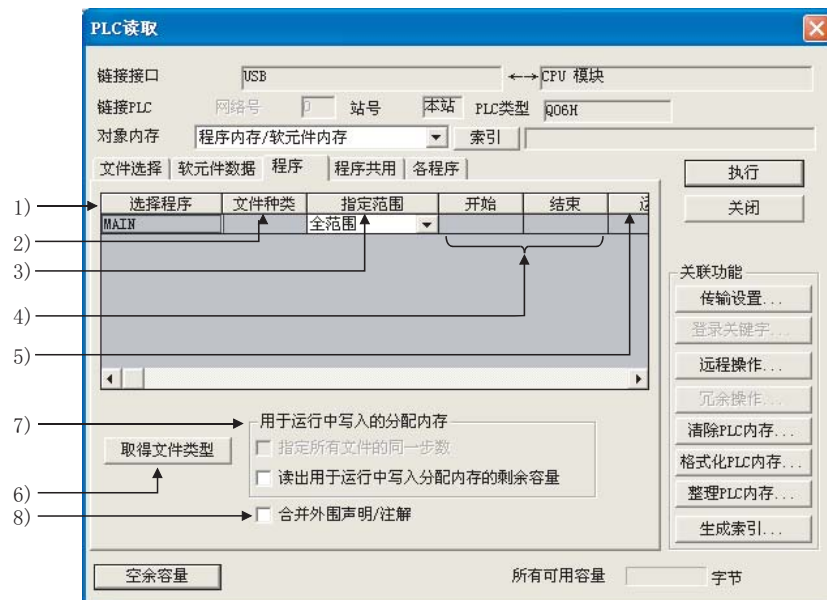 PLC读取
链接接口 USB ←→ CPU 模块
链接PLC 网络号 0 站号 本站 PLC类型 Q06H
对象内存 程序内存/软元件内存 索引
文件选择 软元件数据 程序 程序共用 各程序
执行
关闭
1) 选择程序 文件种类 指定范围 开始 结束
MAIN 全范围
2)
3)
4)
5)
关联功能
传输设置...
登录关键字...
远程操作...
冗余操作...
清除PLC内存...
格式化PLC内存...
整理PLC内存...
生成索引...
7) 用于运行中写入的分配内存
取得文件类型
指定所有文件的同一步数
读出用于运行中写入分配内存的剩余容量
6)
8) 合并外围声明/注解
空余容量 所有可用容量 字节